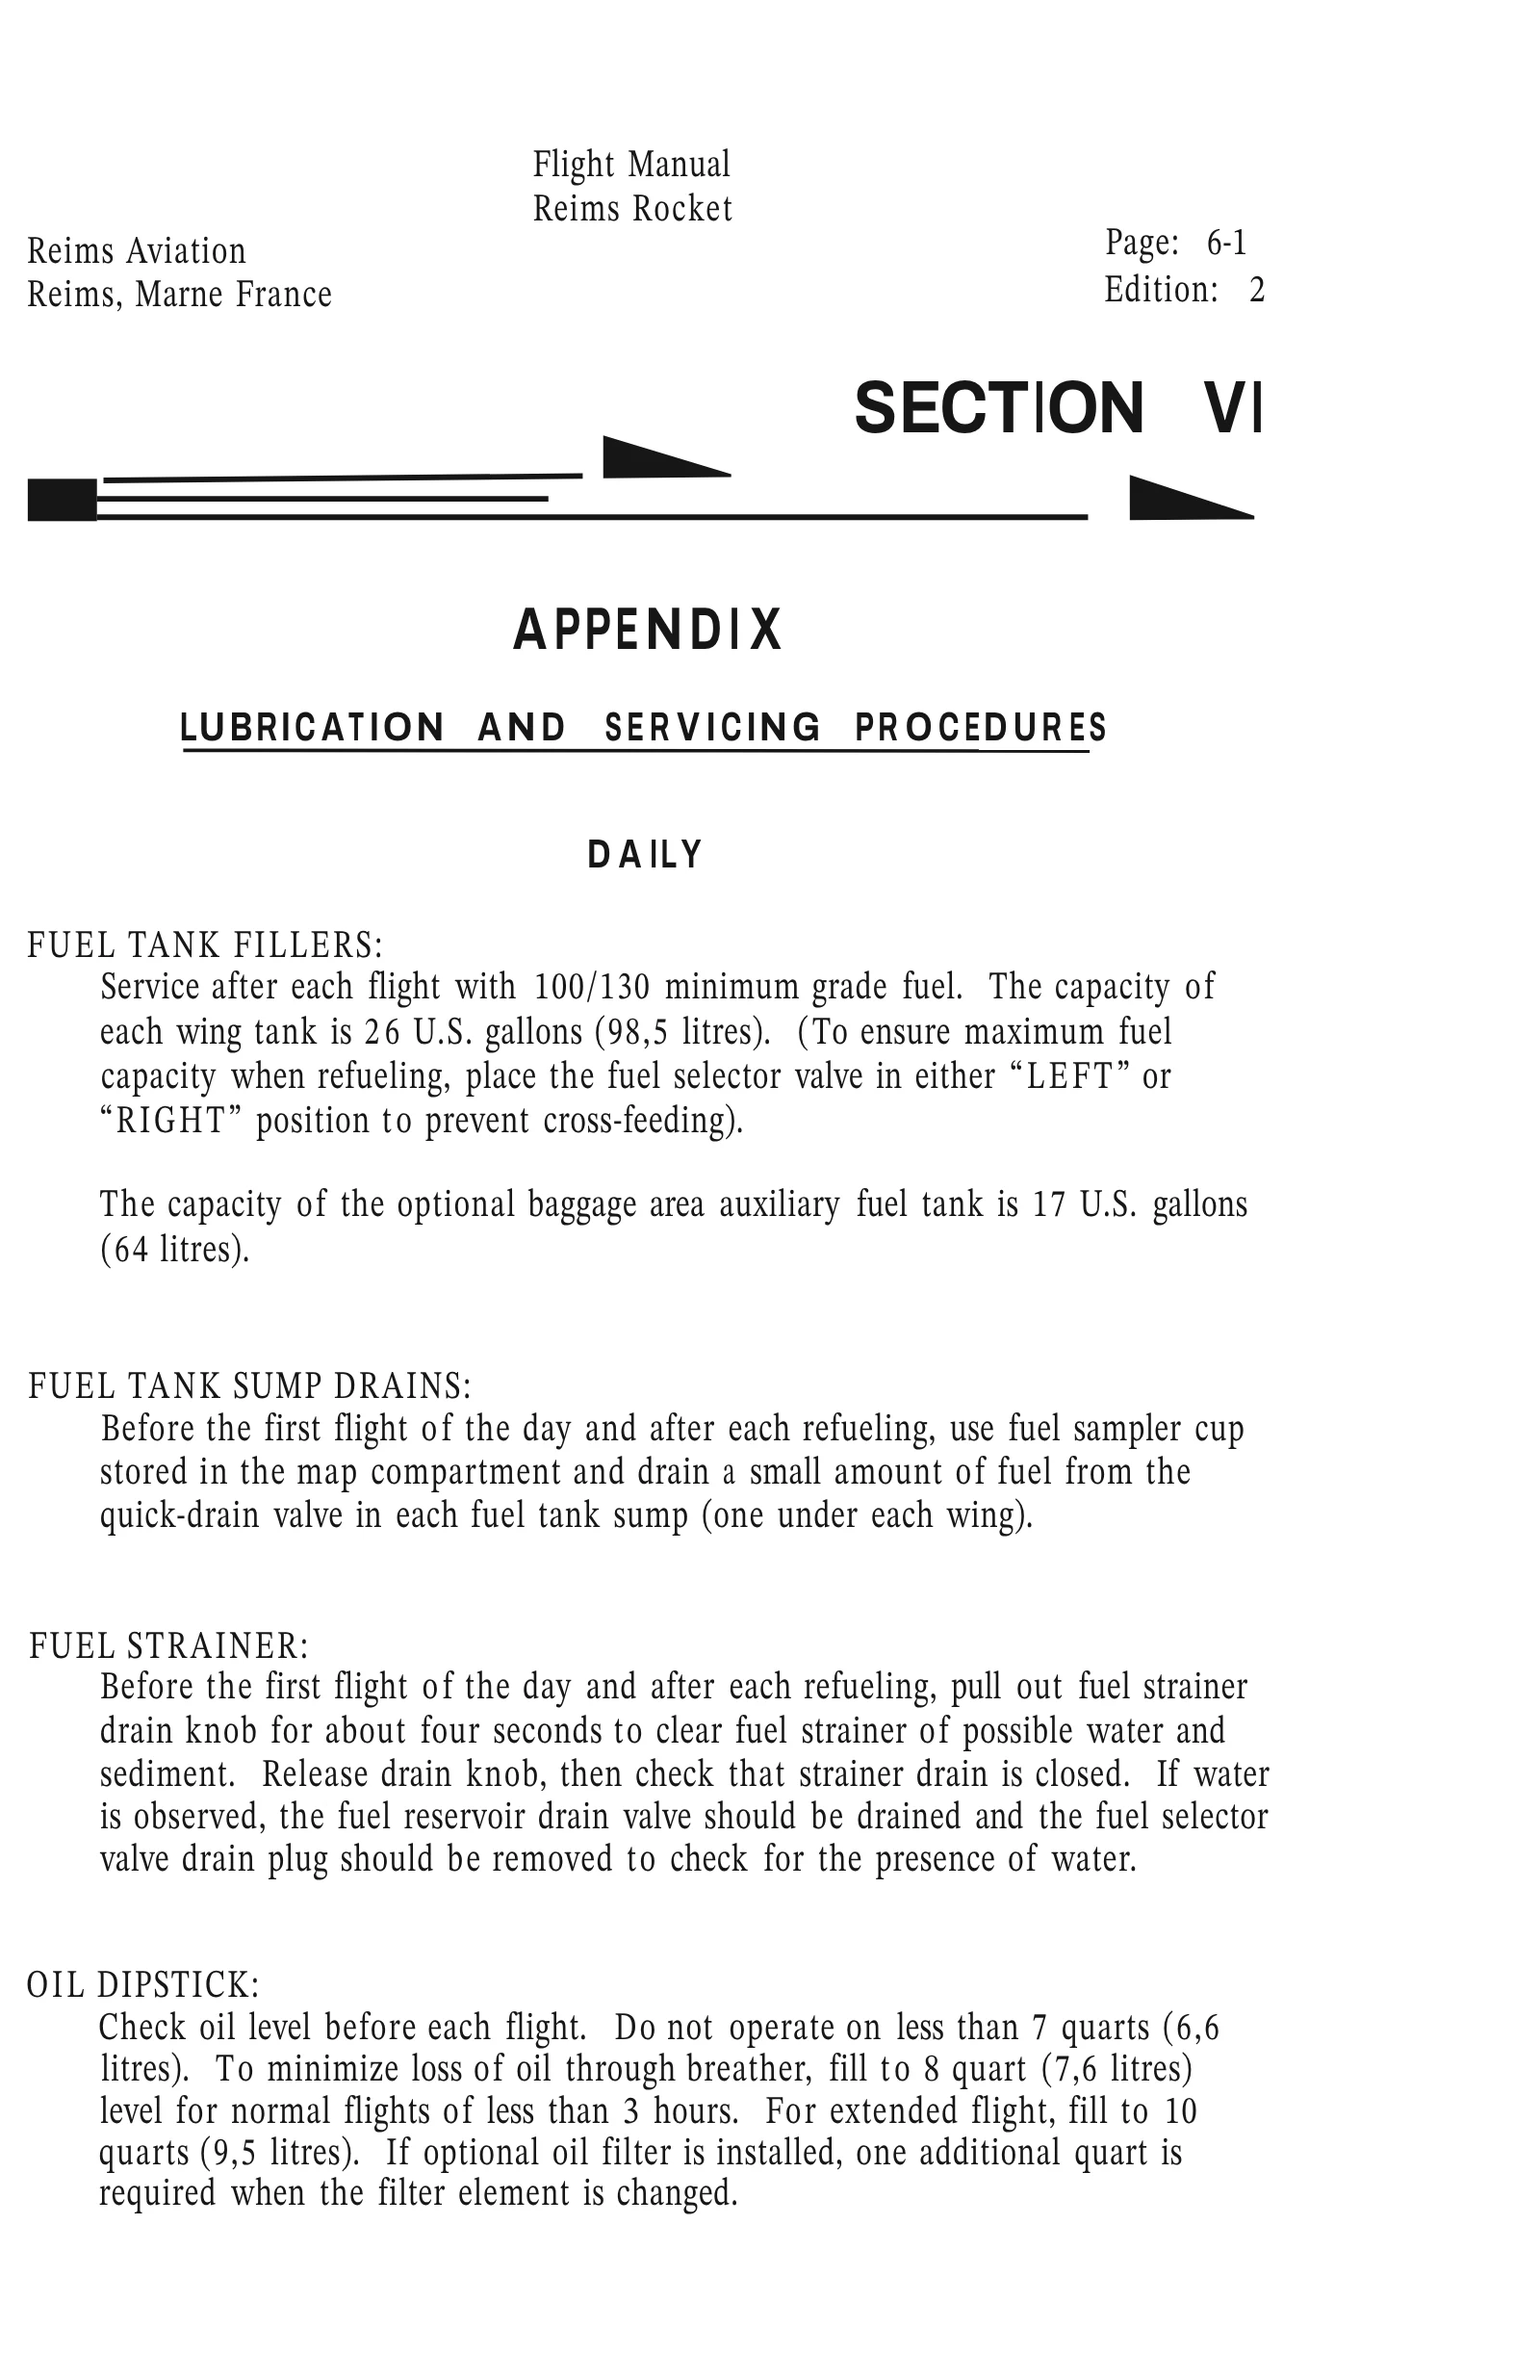 Flight Manual
Reims Rocket
Reims Aviation
Reims, Marne France
Page: 6-1
Edition: 2
SECTION VI
APPENDIX
LUBRICATION AND SERVICING PROCEDURES
DAILY
FUEL TANK FILLERS:
Service after each flight with 100/130 minimum grade fuel. The capacity of
each wing tank is 26 U.S. gallons (98,5 litres). (To ensure maximum fuel
capacity when refueling, place the fuel selector valve in either “LEFT” or
“RIGHT” position to prevent cross-feeding).
The capacity of the optional baggage area auxiliary fuel tank is 17 U.S. gallons
(64 litres).
FUEL TANK SUMP DRAINS:
Before the first flight of the day and after each refueling, use fuel sampler cup
stored in the map compartment and drain a small amount of fuel from the
quick-drain valve in each fuel tank sump (one under each wing).
FUEL STRAINER:
Before the first flight of the day and after each refueling, pull out fuel strainer
drain knob for about four seconds to clear fuel strainer of possible water and
sediment. Release drain knob, then check that strainer drain is closed. If water
is observed, the fuel reservoir drain valve should be drained and the fuel selector
valve drain plug should be removed to check for the presence of water.
OIL DIPSTICK:
Check oil level before each flight. Do not operate on less than 7 quarts (6,6
litres). To minimize loss of oil through breather, fill to 8 quart (7,6 litres)
level for normal flights of less than 3 hours. For extended flight, fill to 10
quarts (9,5 litres). If optional oil filter is installed, one additional quart is
required when the filter element is changed.